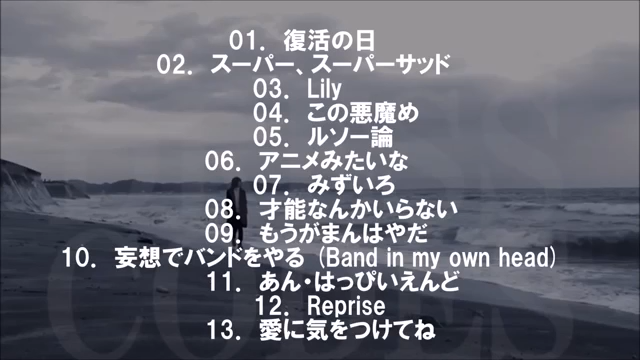 01. 復活の日
02. スーパー、スーパーサッド
03. Lily
04. この悪魔め
05. ルソー論
06. アニメみたいな
07. みずいろ
08. 才能なんかいらない
09. もうがまんはやだ
10. 妄想でバンドをやる (Band in my own head)
11. あん・はっぴいえんど
12. Reprise
13. 愛に気をつけてね